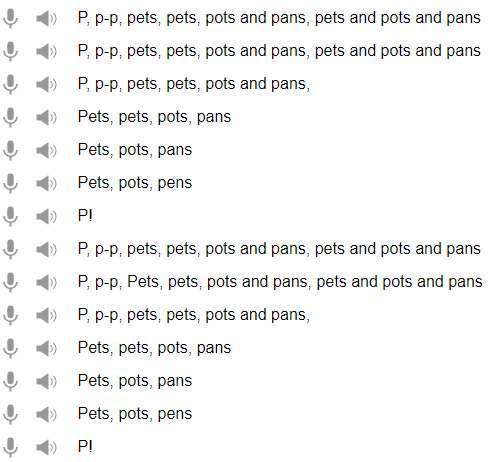 P, p-p, pets, pets, pots and pans, pets and pots and pans
P, p-p, pets, pets, pots and pans, pets and pots and pans
P, p-p, pets, pets, pots and pans,
Pets, pets, pots, pans
Pets, pots, pans
Pets, pots, pens
P!
P, p-p, pets, pets, pots and pans, pets and pots and pans
P, p-p, Pets, pets, pots and pans, pets and pots and pans
P, p-p, pets, pets, pots and pans,
Pets, pets, pots, pans
Pets, pots, pans
Pets, pots, pens
P!